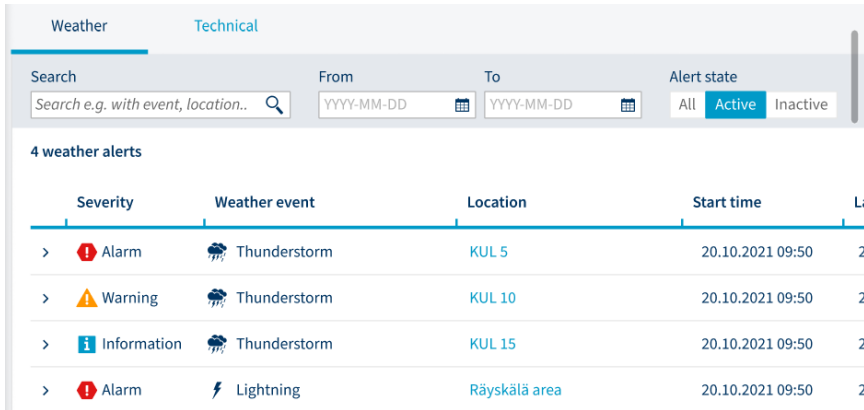 Weather Technical
Search From To Alert state
Search e.g. with event, location.. YYYY-MM-DD YYYY-MM-DD All Active Inactive
4 weather alerts
Severity Weather event Location Start time
Alarm Thunderstorm KUL 5 20.10.2021 09:50
Warning Thunderstorm KUL 10 20.10.2021 09:50
Information Thunderstorm KUL 15 20.10.2021 09:50
Alarm Lightning Räyskälä area 20.10.2021 09:50